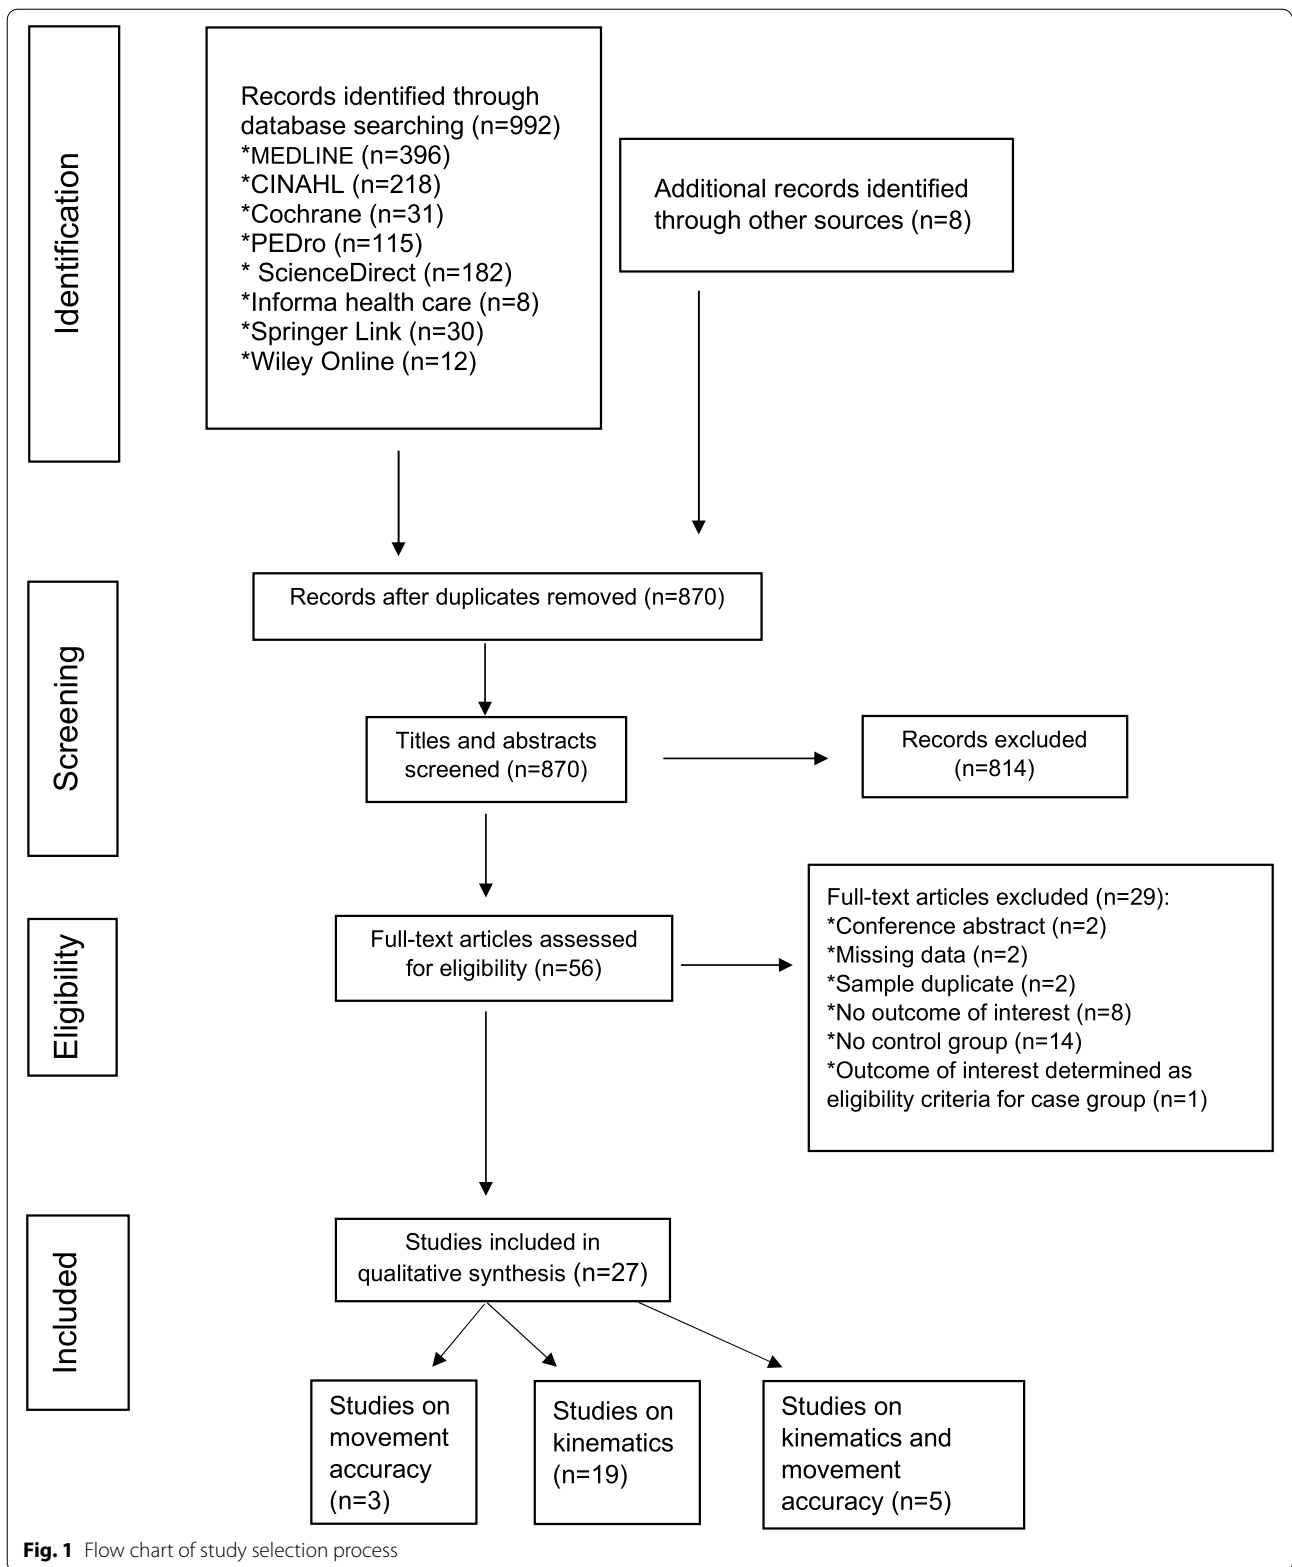 Identification
Records identified through
database searching (n=992)
*MEDLINE (n=396)
*CINAHL (n=218)
*Cochrane (n=31)
*PEDro (n=115)
* ScienceDirect (n=182)
*Informa health care (n=8)
*Springer Link (n=30)
*Wiley Online (n=12)
Additional records identified
through other sources (n=8)
Screening
Records after duplicates removed (n=870)
Titles and abstracts
screened (n=870)
Records excluded
(n=814)
Eligibility
Full-text articles assessed
for eligibility (n=56)
Full-text articles excluded (n=29):
*Conference abstract (n=2)
*Missing data (n=2)
*Sample duplicate (n=2)
*No outcome of interest (n=8)
*No control group (n=14)
*Outcome of interest determined as
eligibility criteria for case group (n=1)
Included
Studies included in
qualitative synthesis (n=27)
Studies on
movement
accuracy
(n=3)
Studies on
kinematics
(n=19)
Studies on
kinematics and
movement
accuracy (n=5)
Fig. 1 Flow chart of study selection process